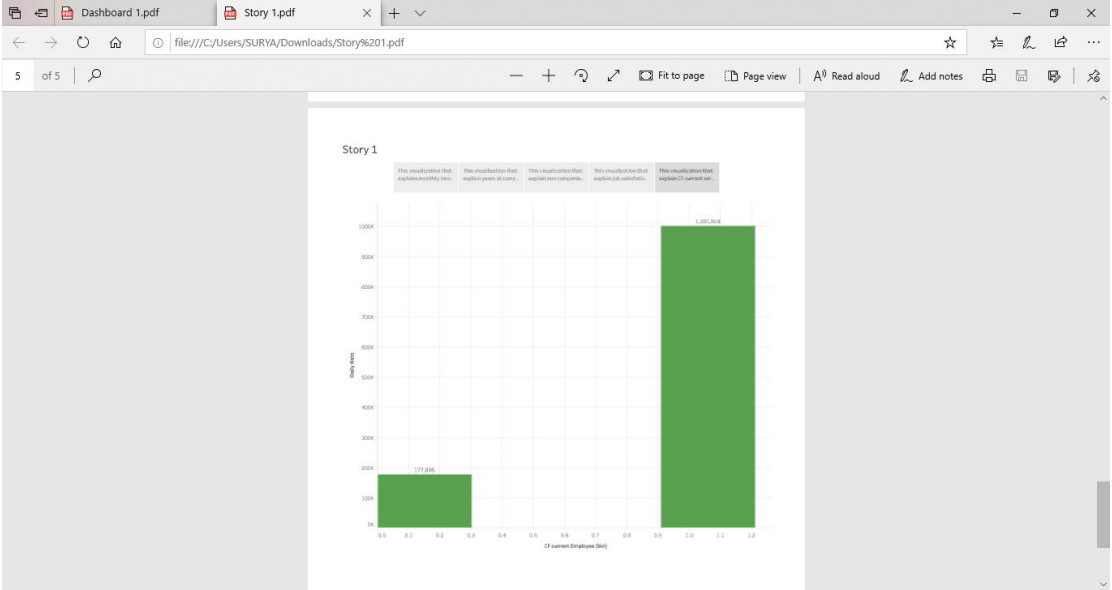 Dashboard 1.pdf
Story 1.pdf
file:///C:/Users/SURYA/Downloads/Story%201.pdf
5 of 5
Fit to page
Page view
Read aloud
Add notes
Story 1
This visualization that
explains monthly inco..
This visualization that
explain years at comp..
This visualization that
explain num companie..
This visualization that
explain job satisfactio..
This visualization that
explain CF current em..
1000K
900K
800K
700K
600K
500K
400K
300K
200K
100K
0K
Daily Rate
177,836
0.0 0.1 0.2 0.3 0.4 0.5 0.6 0.7 0.8 0.9 1.0 1.1 1.2
CF current Employee (bin)